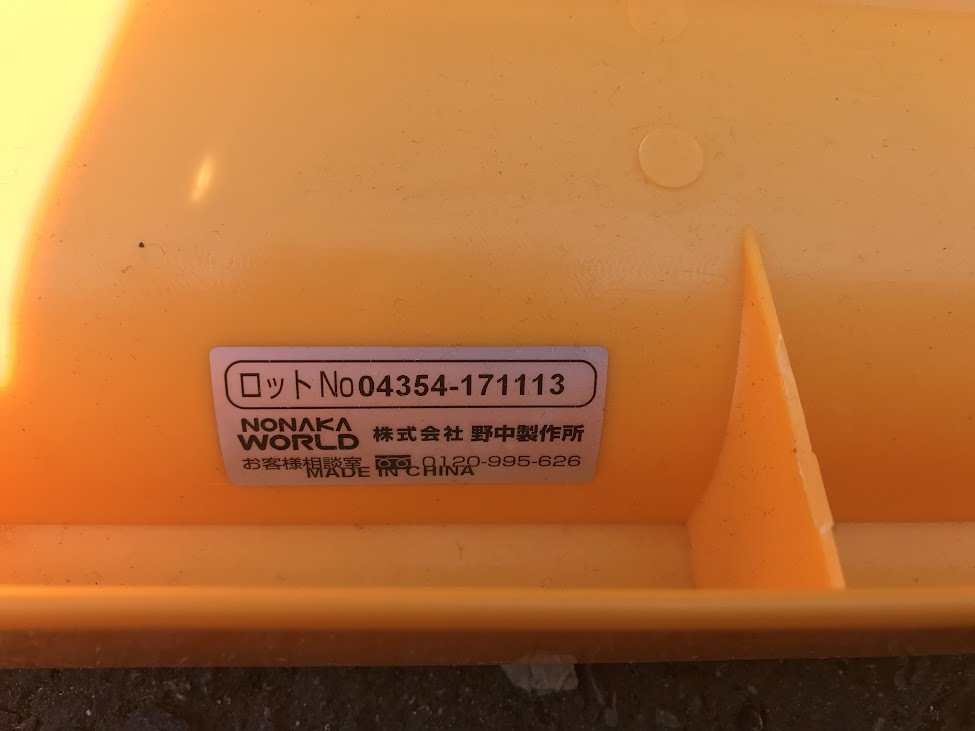 ロットNo04354-171113
NONAKA
WORLD 株式会社 野中製作所
お客様相談室 0120-995-626
MADE IN CHINA